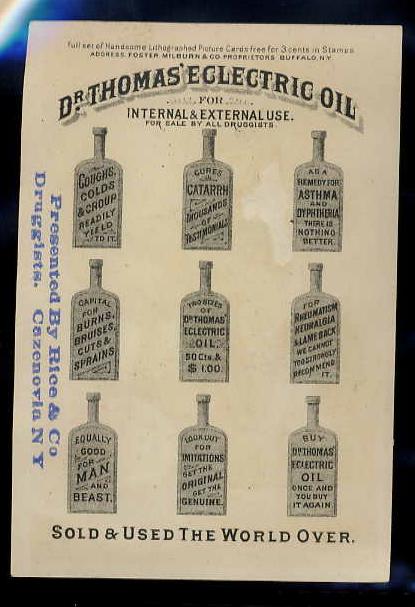 Full set of Handsome Lithographed Picture Cards free for 3 cents in Stamps
ADDRESS. FOSTER, MILBURN & CO. PROPRIETORS BUFFALO, N.Y.
DR. THOMAS' ECLECTRIC OIL
FOR
INTERNAL & EXTERNAL USE.
FOR SALE BY ALL DRUGGISTS
COUGHS,
COLDS
& CROUP
READILY
YIELD
TO IT.
CURES
CATARRH
THOUSANDS
OF
TESTIMONIALS
AS A
REMEDY FOR
ASTHMA
AND
DYPHTHERIA
THERE IS
NOTHING
BETTER.
CAPITAL
FOR
BURNS,
BRUISES,
CUTS &
SPRAINS
TWO SIZES
OF
DR THOMAS'
ECLECTRIC
OIL.
50 Cts. &
$1.00.
FOR
RHEUMATISM
NEURALGIA
& LAME BACK
WE CANNOT
TOO STRONGLY
RECOMMEND
IT.
EQUALLY
GOOD
FOR
MAN
AND
BEAST.
LOOK OUT
FOR
IMITATIONS
GET THE
ORIGINAL
GET THE
GENUINE.
BUY
DR THOMAS'
ECLECTRIC
OIL
ONCE AND
YOU BUY
IT AGAIN.
SOLD & USED THE WORLD OVER.
Presented By Rice & Co
Druggists. Cazenovia N Y